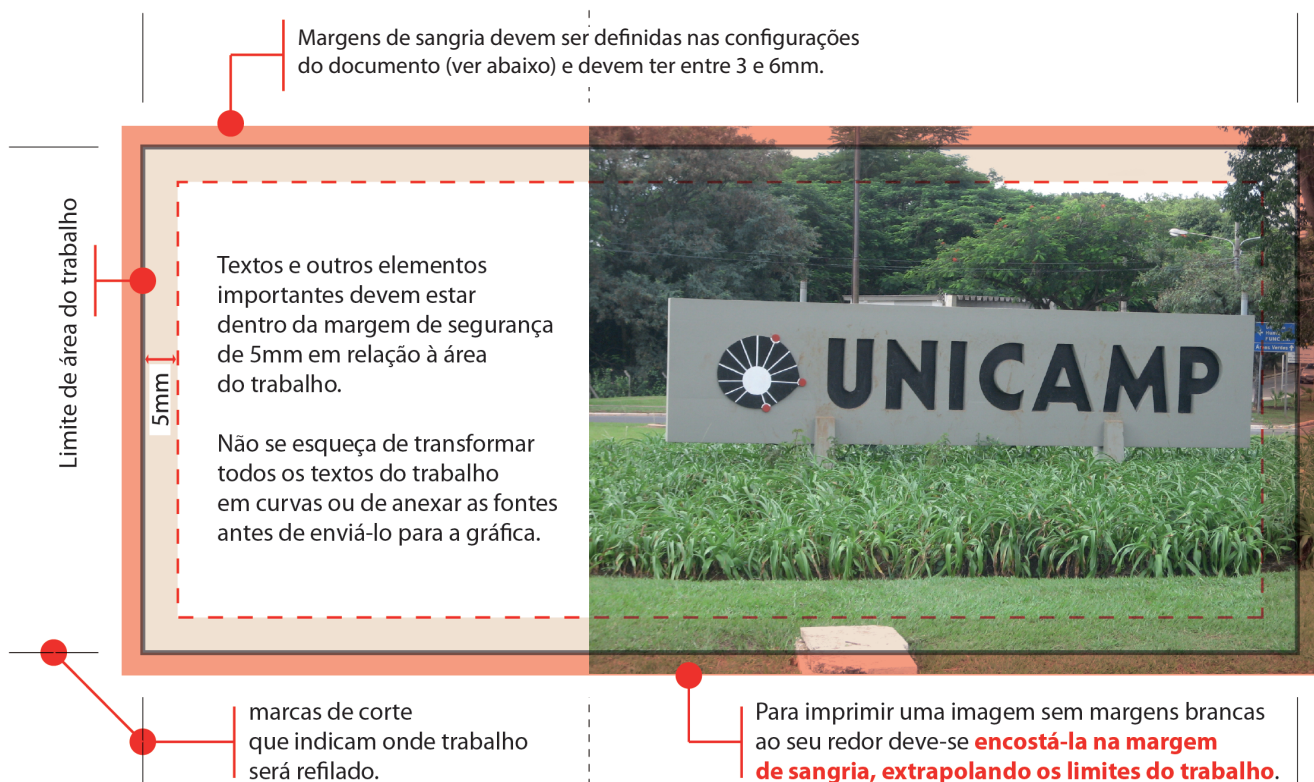 Margens de sangria devem ser definidas nas configurações
do documento (ver abaixo) e devem ter entre 3 e 6mm.
Limite de área do trabalho
5mm
Textos e outros elementos
importantes devem estar
dentro da margem de segurança
de 5mm em relação à área
do trabalho.
Não se esqueça de transformar
todos os textos do trabalho
em curvas ou de anexar as fontes
antes de enviá-lo para a gráfica.
UNICAMP
marcas de corte
que indicam onde trabalho
será refilado.
Para imprimir uma imagem sem margens brancas
ao seu redor deve-se encostá-la na margem
de sangria, extrapolando os limites do trabalho.